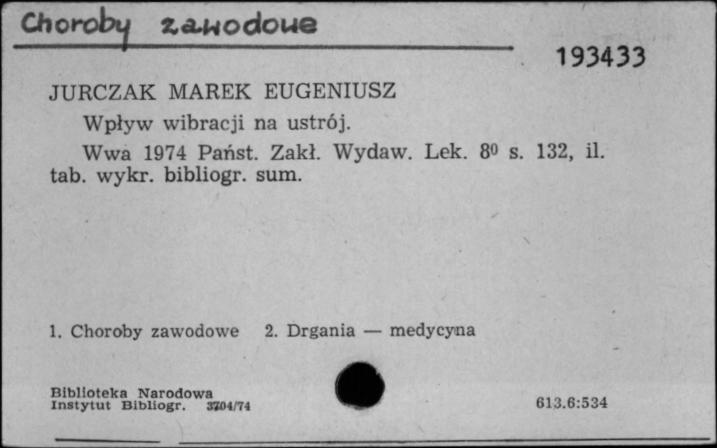 Choroby zawodowe
193433
JURCZAK MAREK EUGENIUSZ
Wpływ wibracji na ustrój.
Wwa 1974 Państ. Zakł. Wydaw. Lek. 8⁰ s. 132, il.
tab. wykr. bibliogr. sum.
1. Choroby zawodowe 2. Drgania — medycyna
Biblioteka Narodowa
Instytut Bibliogr. 3704/74
613.6:534